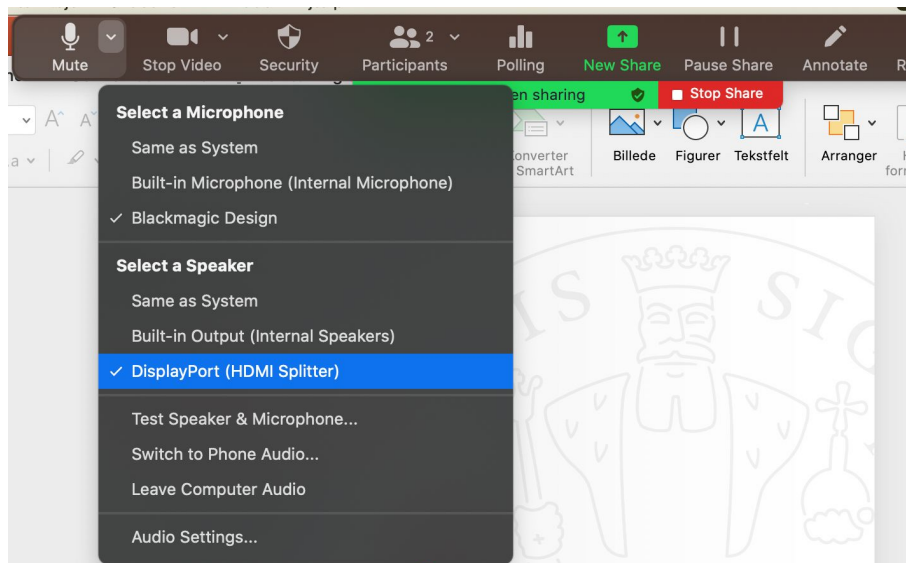 2
Mute
Stop Video
Security
Participants
Polling
New Share
Pause Share
Annotate
en sharing
Stop Share
Select a Microphone
Same as System
Built-in Microphone (Internal Microphone)
Blackmagic Design
Select a Speaker
Same as System
Built-in Output (Internal Speakers)
DisplayPort (HDMI Splitter)
Test Speaker & Microphone...
Switch to Phone Audio...
Leave Computer Audio
Audio Settings...
A A
A
onverter
SmartArt
Billede
Figurer
Tekstfelt
Arranger
SIS SIG